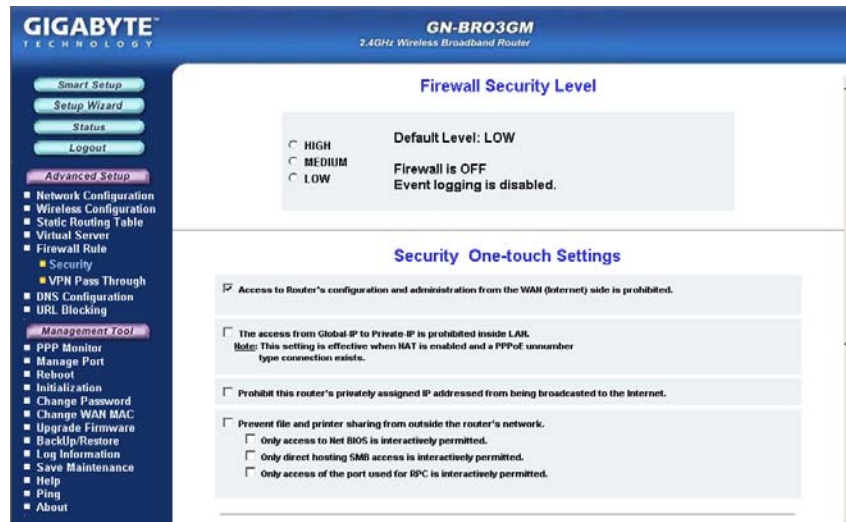 GIGABYTE™
TECHNOLOGY
GN-BRO3GM
2.4GHz Wireless Broadband Router
Smart Setup
Setup Wizard
Status
Logout
Advanced Setup
Network Configuration
Wireless Configuration
Static Routing Table
Virtual Server
Firewall Rule
Security
VPN Pass Through
DNS Configuration
URL Blocking
Management Tool
PPP Monitor
Manage Port
Reboot
Initialization
Change Password
Change WAN MAC
Upgrade Firmware
BackUp/Restore
Log Information
Save Maintenance
Help
Ping
About
Firewall Security Level
HIGH
MEDIUM
LOW
Default Level: LOW
Firewall is OFF
Event logging is disabled.
Security One-touch Settings
Access to Router's configuration and administration from the WAN (Internet) side is prohibited.
The access from Global-IP to Private-IP is prohibited inside LAN.
Note: This setting is effective when NAT is enabled and a PPPoE unnumber
type connection exists.
Prohibit this router's privately assigned IP addressed from being broadcasted to the Internet.
Prevent file and printer sharing from outside the router's network.
Only access to Net BIOS is interactively permitted.
Only direct hosting SMB access is interactively permitted.
Only access of the port used for RPC is interactively permitted.